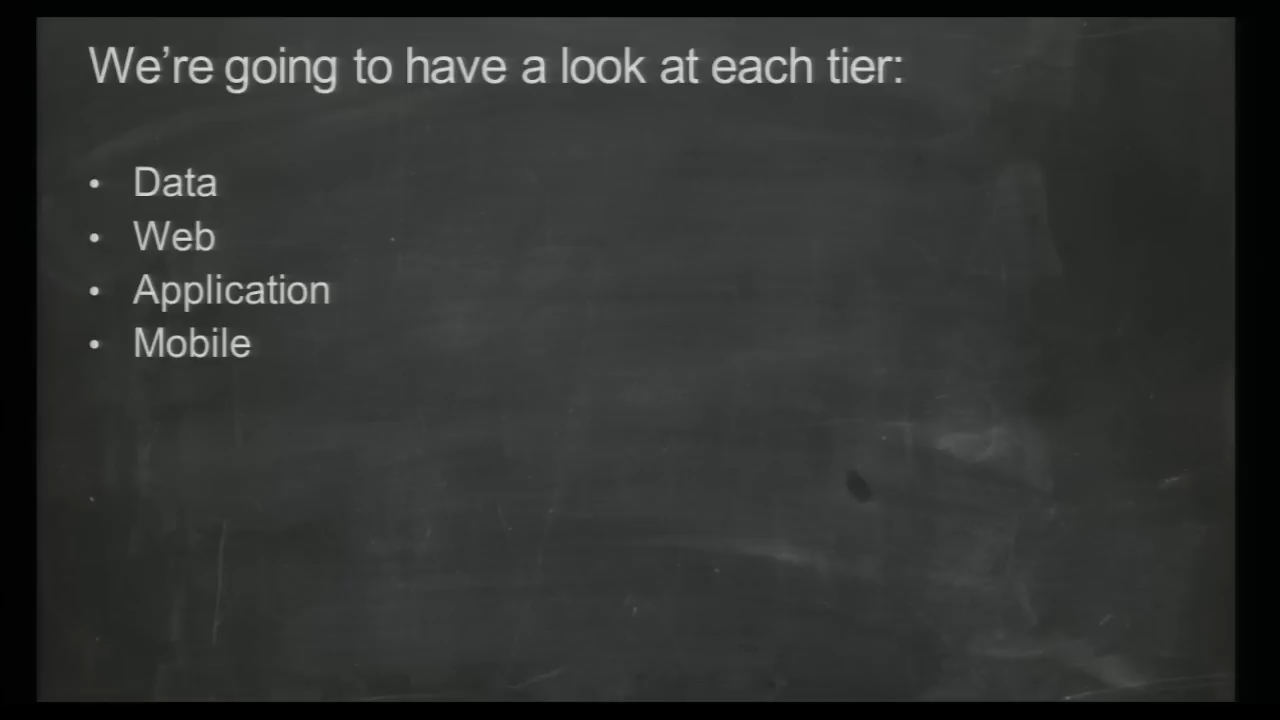 We're going to have a look at each tier:
• Data
• Web
• Application
• Mobile